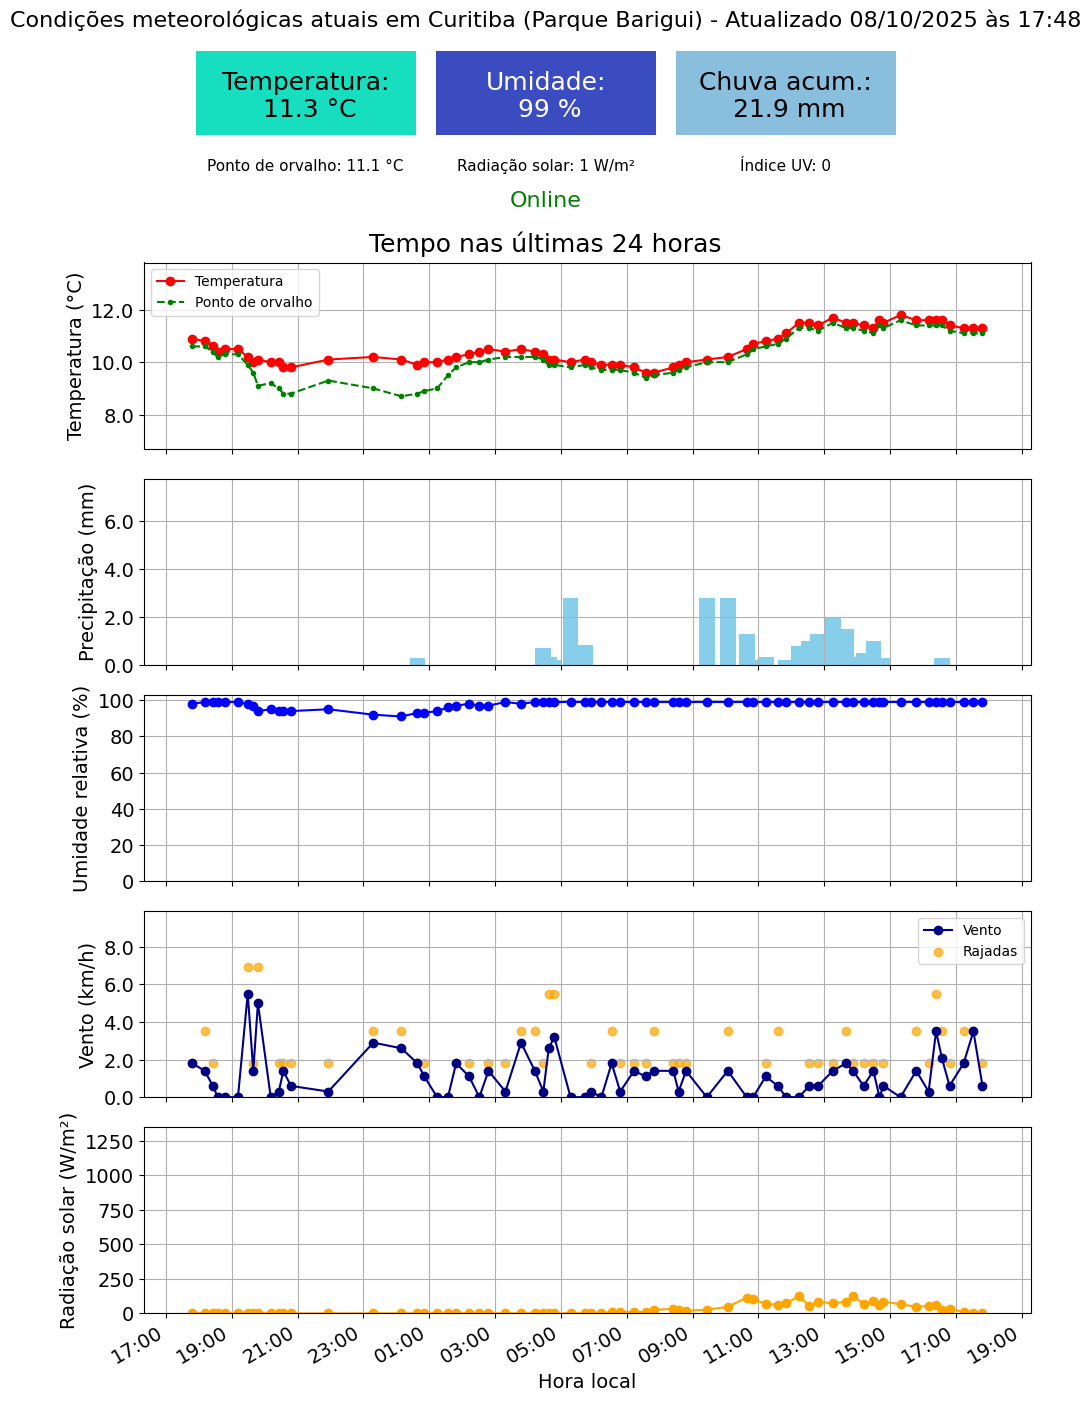 Condições meteorológicas atuais em Curitiba (Parque Barigui) - Atualizado 08/10/2025 às 17:48
Temperatura:
11.3 °C
Umidade:
99 %
Chuva acum.:
21.9 mm
Ponto de orvalho: 11.1 °C
Radiação solar: 1 W/m²
Índice UV: 0
Online
Tempo nas últimas 24 horas
Temperatura (°C)
12.0
10.0
8.0
Temperatura
Ponto de orvalho
Precipitação (mm)
6.0
4.0
2.0
0.0
Umidade relativa (%)
100
80
60
40
20
0
Vento (km/h)
8.0
6.0
4.0
2.0
0.0
Vento
Rajadas
Radiação solar (W/m²)
1250
1000
750
500
250
0
17:00
19:00
21:00
23:00
01:00
03:00
05:00
07:00
09:00
11:00
13:00
15:00
17:00
19:00
Hora local